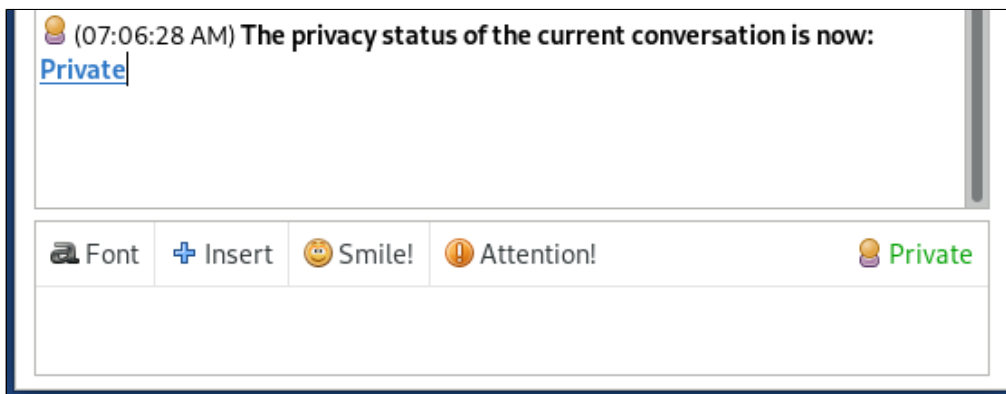 (07:06:28 AM) The privacy status of the current conversation is now:
Private
Font Insert Smile! Attention! Private